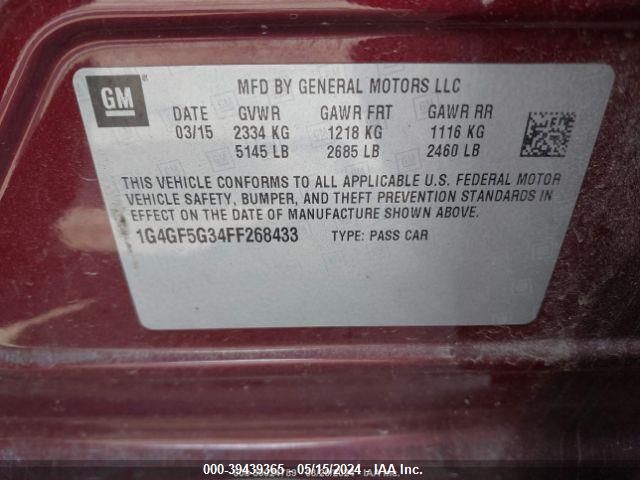 GM
MFD BY GENERAL MOTORS LLC
DATE GVWR GAWR FRT GAWR RR
03/15 2334 KG 1218 KG 1116 KG
5145 LB 2685 LB 2460 LB
THIS VEHICLE CONFORMS TO ALL APPLICABLE U.S. FEDERAL MOTOR
VEHICLE SAFETY, BUMPER, AND THEFT PREVENTION STANDARDS IN
EFFECT ON THE DATE OF MANUFACTURE SHOWN ABOVE.
1G4GF5G34FF268433 TYPE: PASS CAR
000-39439365 - 05/15/2024 - IAA Inc.